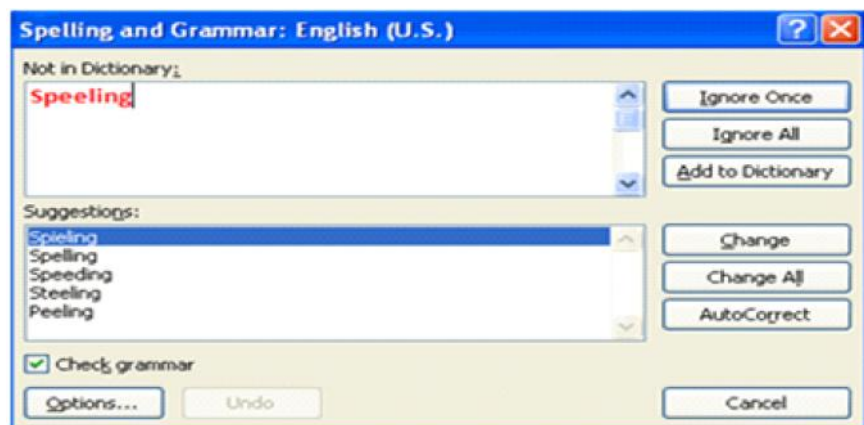 Spelling and Grammar: English (U.S.)
Not in Dictionary:
Speeling
Ignore Once
Ignore All
Add to Dictionary
Suggestions:
Spieling
Spelling
Speeding
Steeling
Peeling
Change
Change All
AutoCorrect
Check grammar
Options...
Undo
Cancel